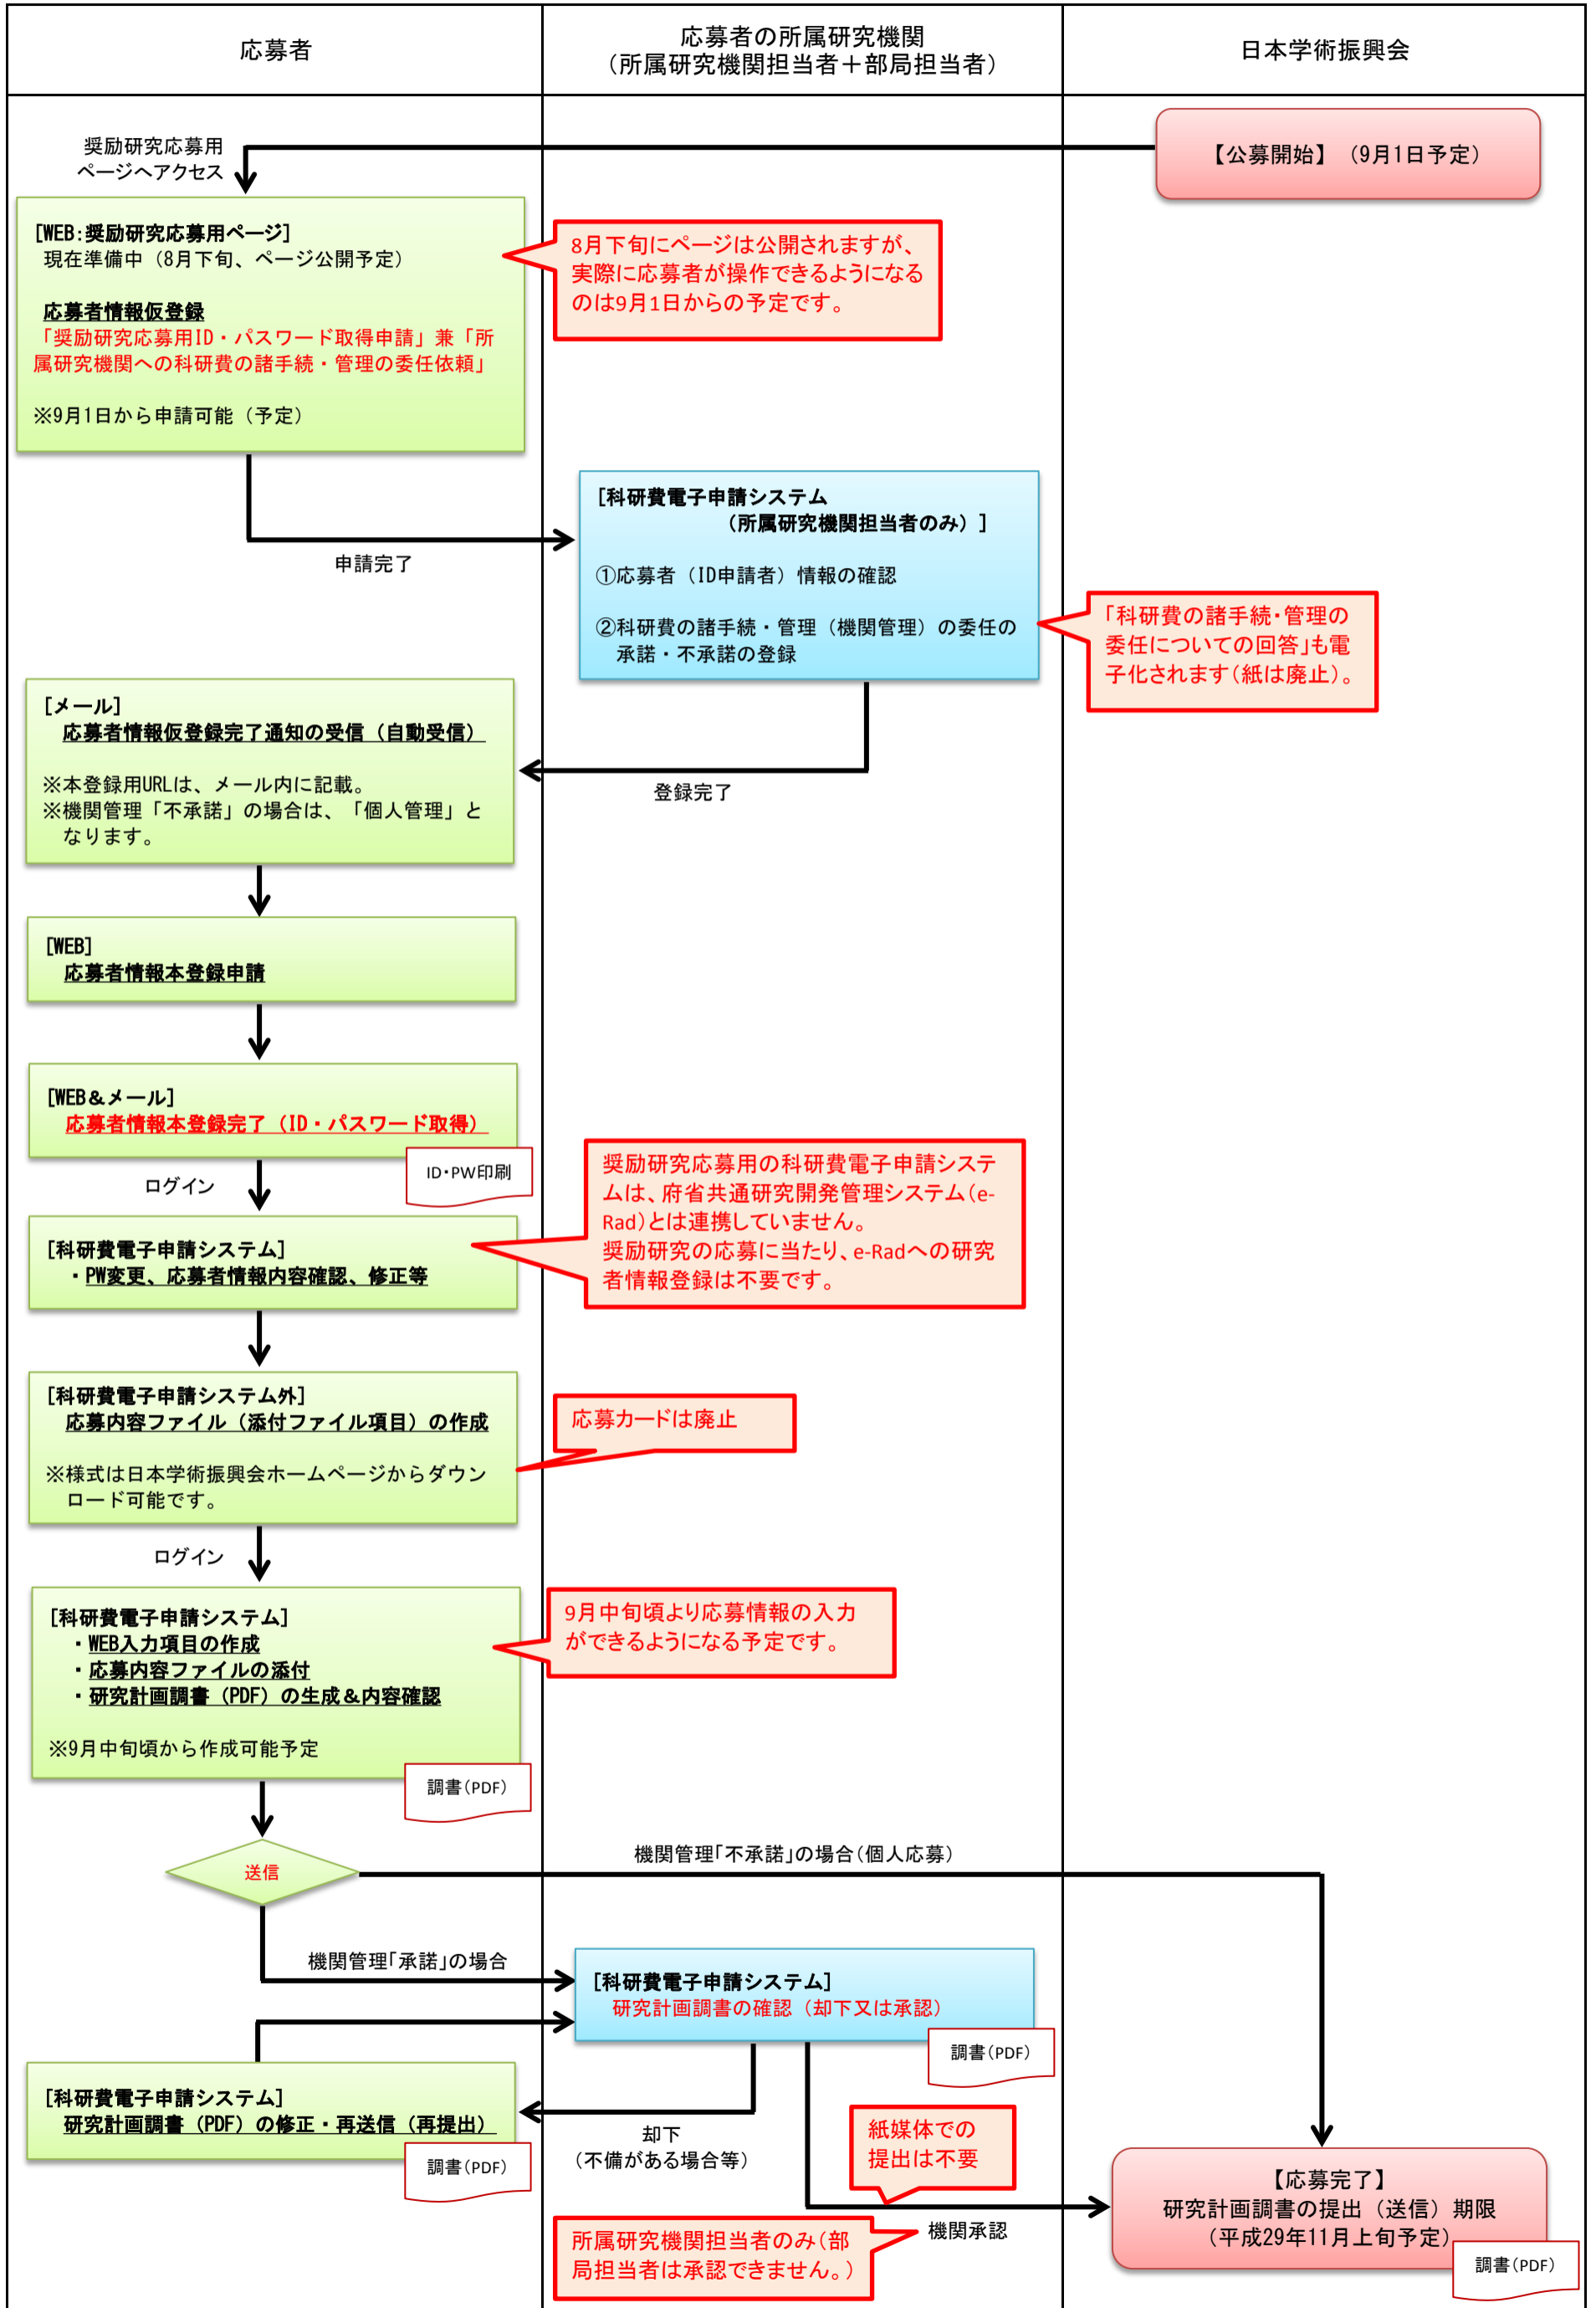 応募者
応募者の所属研究機関
（所属研究機関担当者＋部局担当者）
日本学術振興会
【公募開始】（9月1日予定）
奨励研究応募用
ページへアクセス
[WEB：奨励研究応募用ページ]
現在準備中（8月下旬、ページ公開予定）
応募者情報仮登録
「奨励研究応募用ID・パスワード取得申請」兼「所
属研究機関への科研費の諸手続・管理の委任依頼」
※9月1日から申請可能（予定）
8月下旬にページは公開されますが、
実際に応募者が操作できるようになる
のは9月1日からの予定です。
申請完了
[科研費電子申請システム
（所属研究機関担当者のみ）]
①応募者（ID申請者）情報の確認
②科研費の諸手続・管理（機関管理）の委任の
承諾・不承諾の登録
「科研費の諸手続・管理の
委任についての回答」も電
子化されます（紙は廃止）。
登録完了
[メール]
応募者情報仮登録完了通知の受信（自動受信）
※本登録用URLは、メール内に記載。
※機関管理「不承諾」の場合は、「個人管理」と
なります。
[WEB]
応募者情報本登録申請
[WEB＆メール]
応募者情報本登録完了（ID・パスワード取得）
ID・PW印刷
ログイン
[科研費電子申請システム]
・PW変更、応募者情報内容確認、修正等
奨励研究応募用の科研費電子申請システ
ムは、府省共通研究開発管理システム（e-
Rad）とは連携していません。
奨励研究の応募に当たり、e-Radへの研究
者情報登録は不要です。
[科研費電子申請システム外]
応募内容ファイル（添付ファイル項目）の作成
※様式は日本学術振興会ホームページからダウン
ロード可能です。
応募カードは廃止
ログイン
[科研費電子申請システム]
・WEB入力項目の作成
・応募内容ファイルの添付
・研究計画調書（PDF）の生成＆内容確認
※9月中旬頃から作成可能予定
調書（PDF）
9月中旬頃より応募情報の入力
ができるようになる予定です。
送信
機関管理「不承諾」の場合（個人応募）
機関管理「承諾」の場合
[科研費電子申請システム]
研究計画調書の確認（却下又は承認）
調書（PDF）
[科研費電子申請システム]
研究計画調書（PDF）の修正・再送信（再提出）
調書（PDF）
却下
（不備がある場合等）
紙媒体での
提出は不要
機関承認
所属研究機関担当者のみ（部
局担当者は承認できません。）
【応募完了】
研究計画調書の提出（送信）期限
（平成29年11月上旬予定）
調書（PDF）